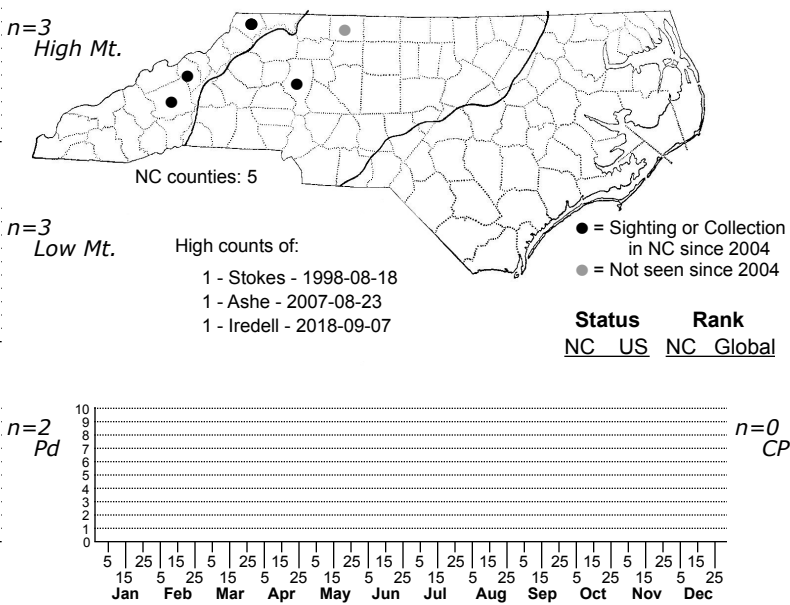 n=3
High Mt.
NC counties: 5
n=3
Low Mt.
High counts of:
1 - Stokes - 1998-08-18
1 - Ashe - 2007-08-23
1 - Iredell - 2018-09-07
● = Sighting or Collection
in NC since 2004
● = Not seen since 2004
Status Rank
NC US NC Global
n=2
Pd
n=0
CP
10
9
8
7
6
5
4
3
2
1
0
5 25 15 5 25 15 5 25 15 5 25 15 5 25 15 5 25 15
15 5 25 15 5 25 15 5 25 15 5 25 15 5 25 15 5 25
Jan Feb Mar Apr May Jun Jul Aug Sep Oct Nov Dec